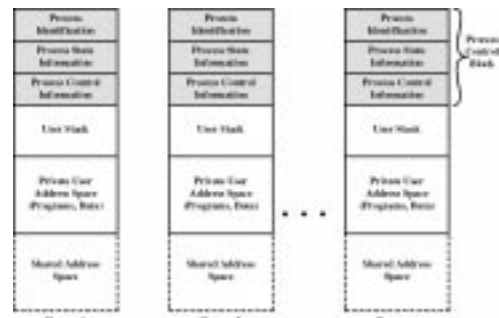 Process
Identification
Process State
Information
Process Control
Information
User Stack
Private User
Address Space
(Programs, Data)
Shared Address
Space
Process
Identification
Process State
Information
Process Control
Information
User Stack
Private User
Address Space
(Programs, Data)
Shared Address
Space
. . .
Process
Identification
Process State
Information
Process Control
Information
User Stack
Private User
Address Space
(Programs, Data)
Shared Address
Space
Process
Control
Block